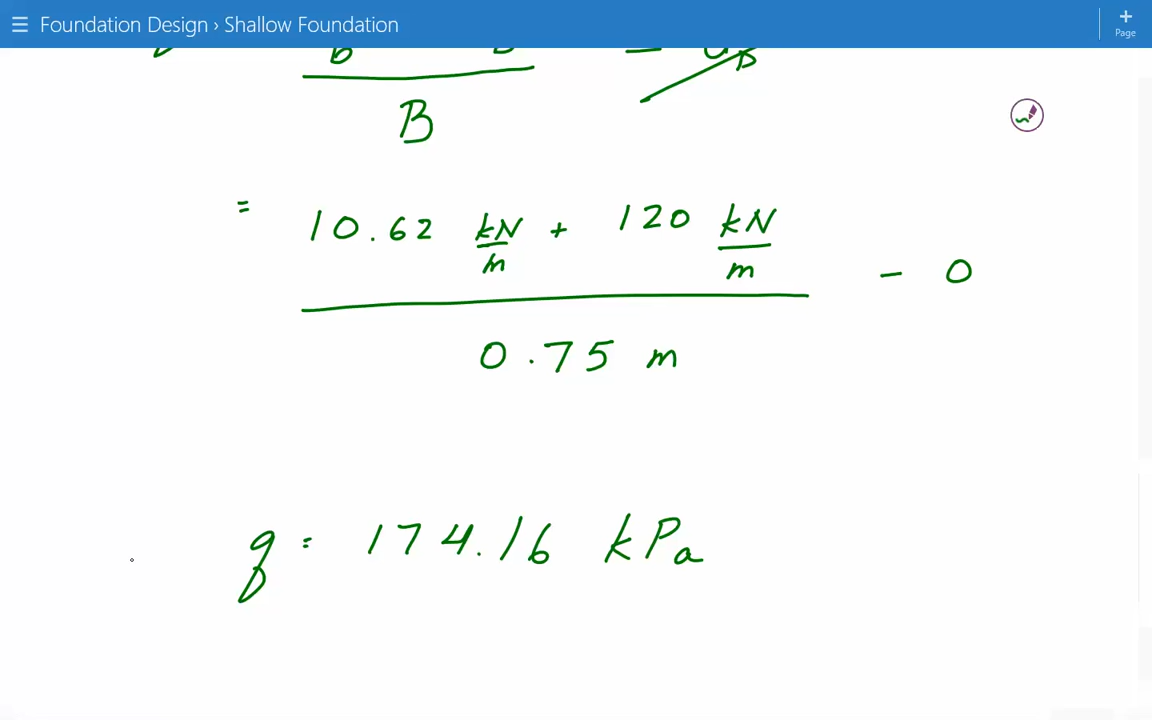 Foundation Design › Shallow Foundation
Page
b
B
= 10.62 kN/m + 120 kN/m - 0
0.75 m
q = 174.16 kPa